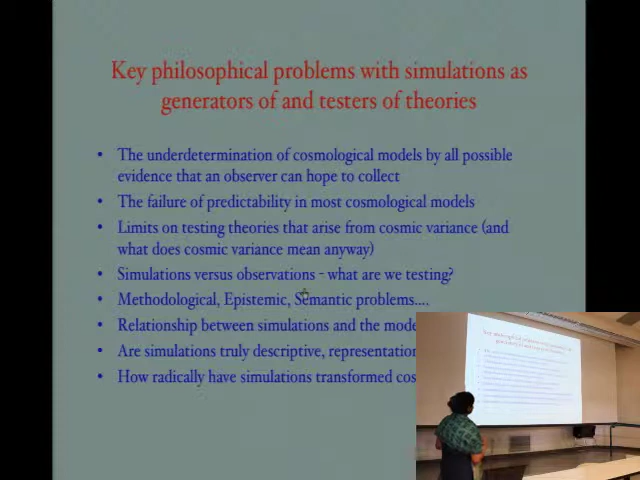 Key philosophical problems with simulations as
generators of and testers of theories
• The underdetermination of cosmological models by all possible
evidence that an observer can hope to collect
• The failure of predictability in most cosmological models
• Limits on testing theories that arise from cosmic variance (and
what does cosmic variance mean anyway)
• Simulations versus observations - what are we testing?
• Methodological, Epistemic, Semantic problems....
• Relationship between simulations and the mode
• Are simulations truly descriptive, representation
• How radically have simulations transformed cos